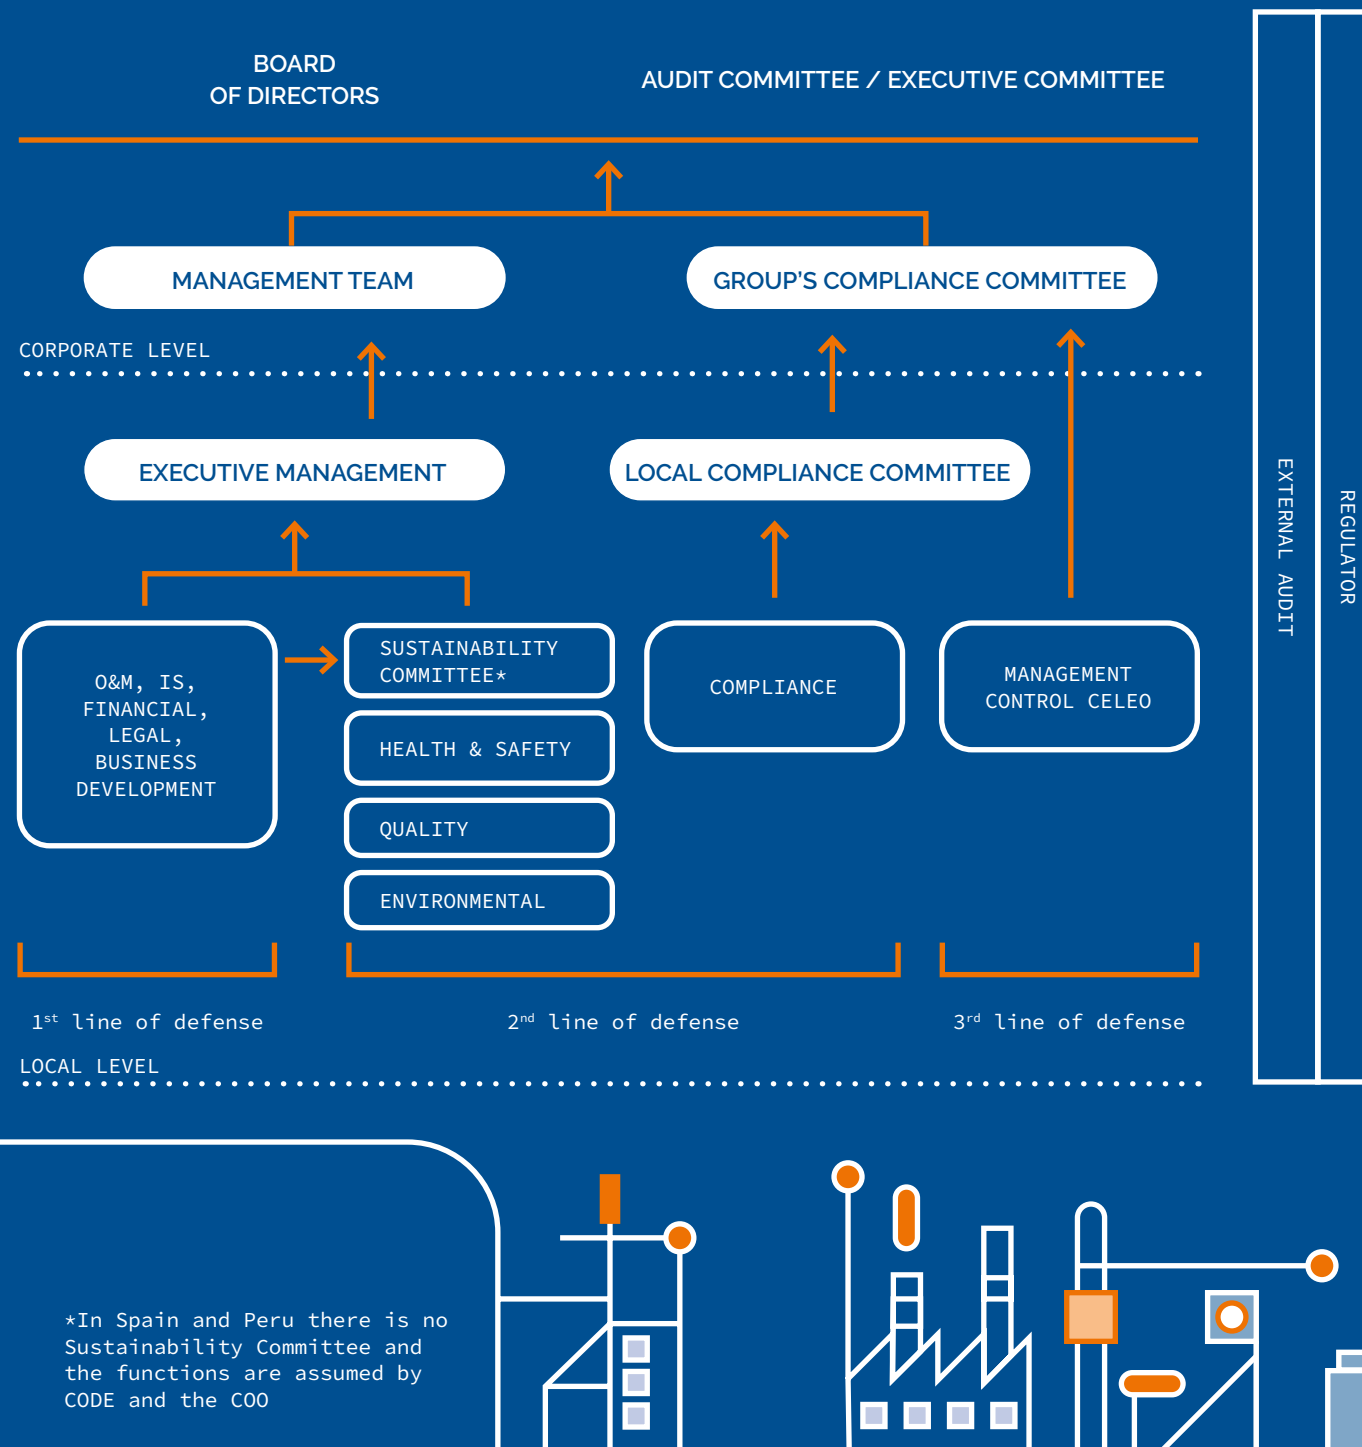 BOARD
OF DIRECTORS
AUDIT COMMITTEE / EXECUTIVE COMMITTEE
MANAGEMENT TEAM
GROUP'S COMPLIANCE COMMITTEE
CORPORATE LEVEL
EXECUTIVE MANAGEMENT
LOCAL COMPLIANCE COMMITTEE
O&M, IS,
FINANCIAL,
LEGAL,
BUSINESS
DEVELOPMENT
SUSTAINABILITY
COMMITTEE*
HEALTH & SAFETY
QUALITY
ENVIRONMENTAL
COMPLIANCE
MANAGEMENT
CONTROL CELEO
1st line of defense
2nd line of defense
3rd line of defense
LOCAL LEVEL
EXTERNAL AUDIT
REGULATOR
*In Spain and Peru there is no
Sustainability Committee and
the functions are assumed by
CODE and the COO